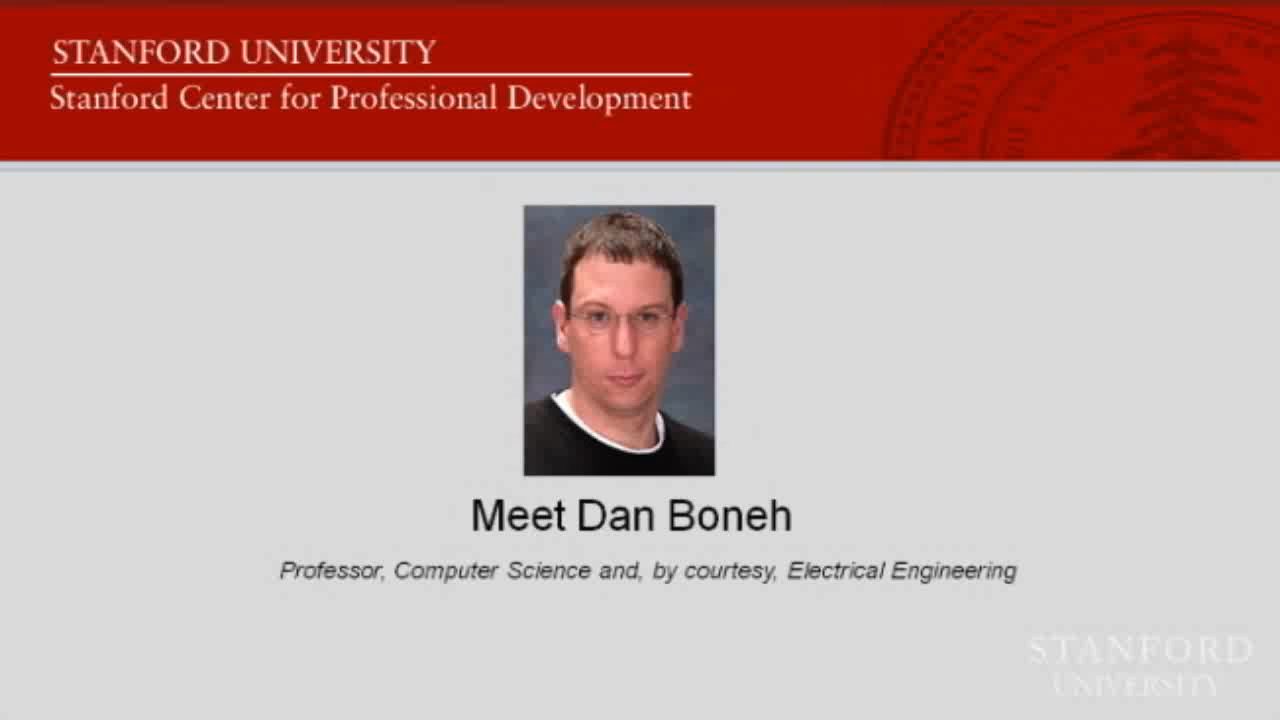 STANFORD UNIVERSITY
Stanford Center for Professional Development
Meet Dan Boneh
Professor, Computer Science and, by courtesy, Electrical Engineering
STANFORD
UNIVERSITY